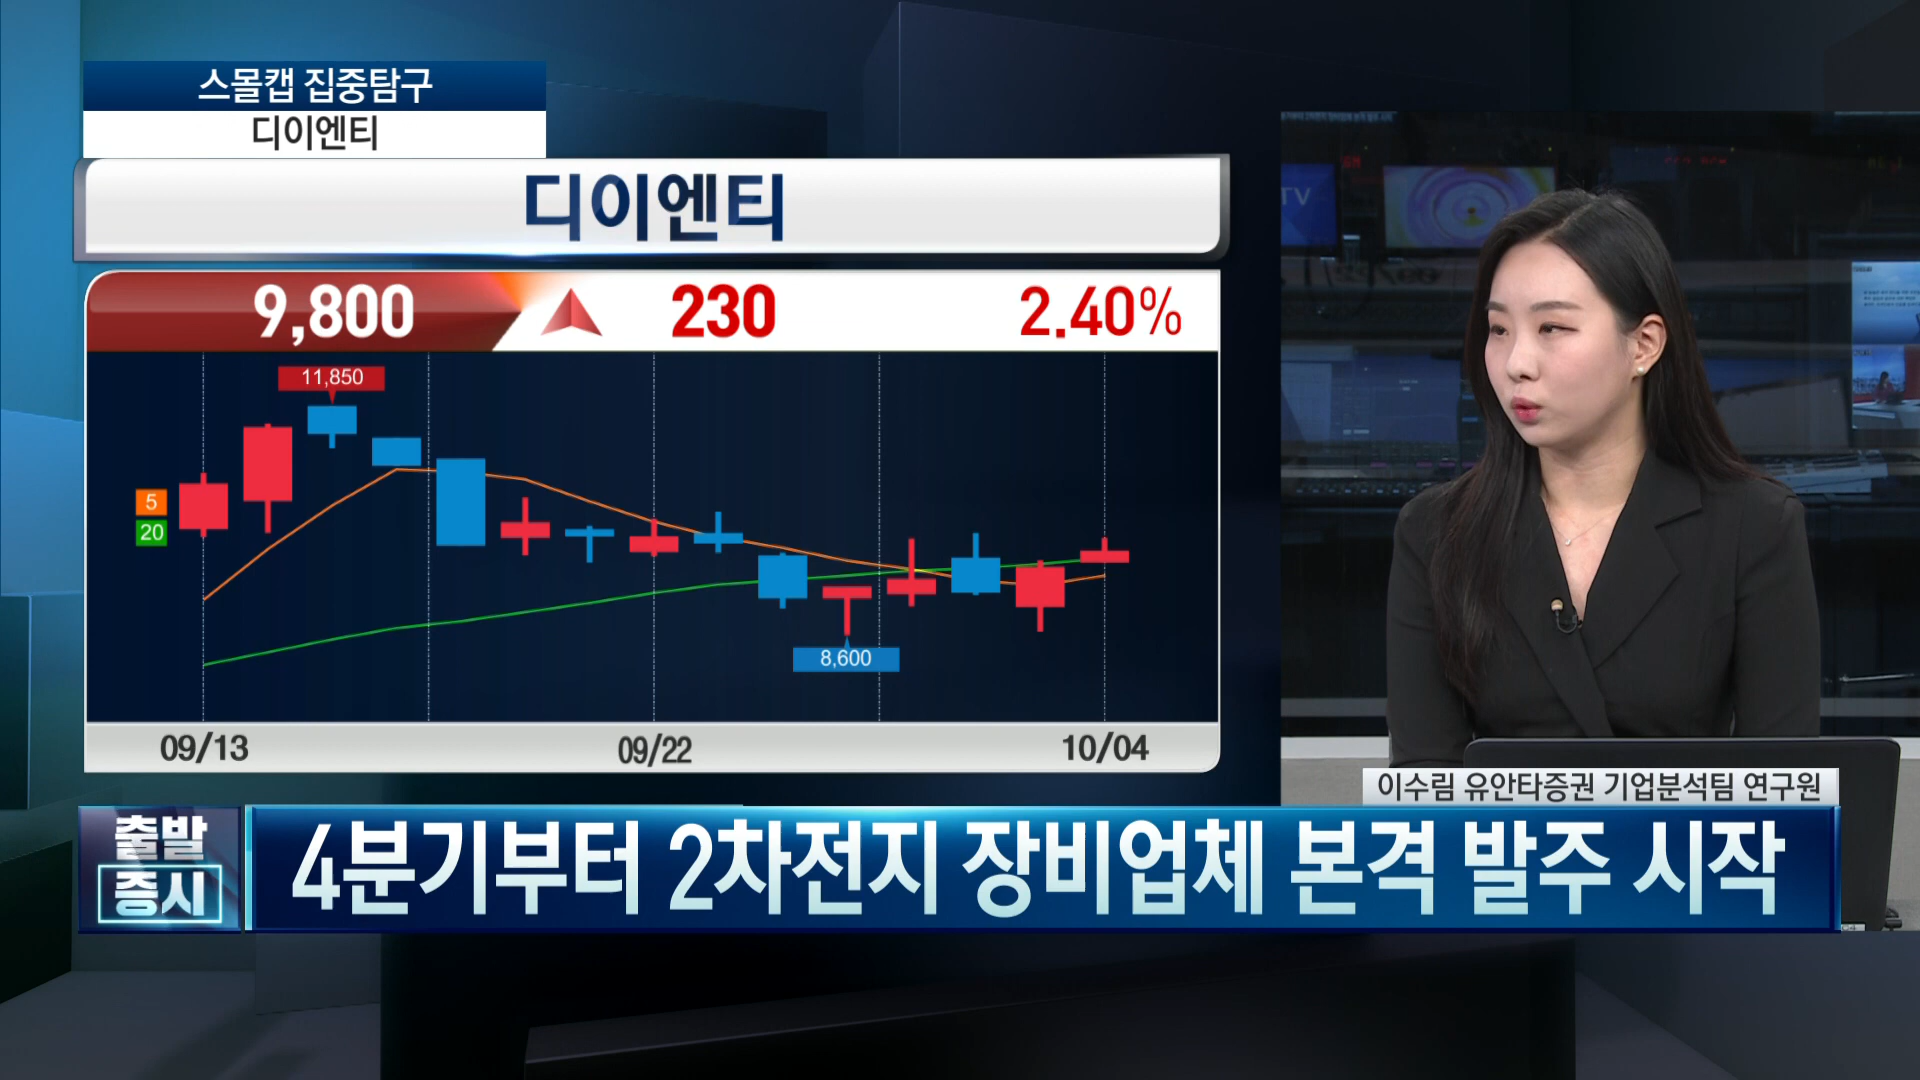 스몰캡 집중탐구
디이엔티
디이엔티
9,800 230 2.40%
11,850
5
20
8,600
09/13 09/22 10/04
TV
이수림 유안타증권 기업분석팀 연구원
출발
증시
4분기부터 2차전지 장비업체 본격 발주 시작